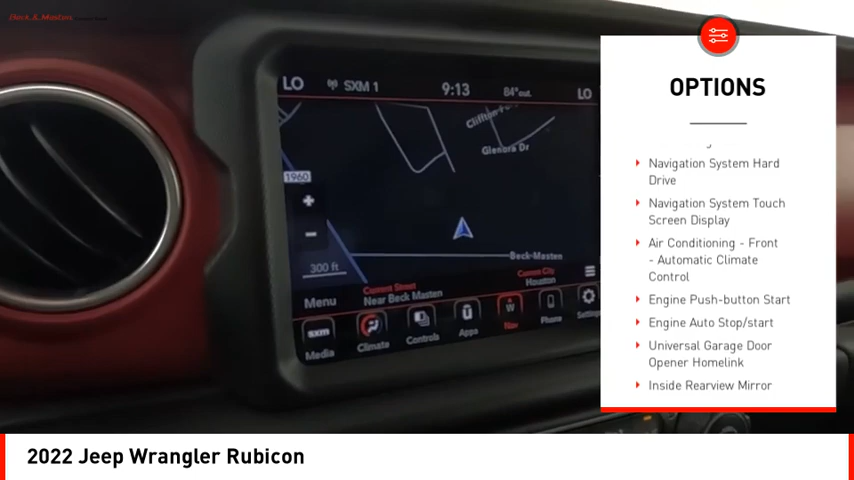 Beck & Masten
LO
SXM 1
9:13
84°out.
LO
Glenora Dr
1960
+
-
Beck-Masten
300 ft
Current Street
Near Beck Masten
Current City
Houston
Menu
sxm
Media
Climate
Controls
Apps
Nav
Phone
OPTIONS
Navigation System Hard
Drive
Navigation System Touch
Screen Display
Air Conditioning - Front
- Automatic Climate
Control
Engine Push-button Start
Engine Auto Stop/start
Universal Garage Door
Opener Homelink
Inside Rearview Mirror
2022 Jeep Wrangler Rubicon